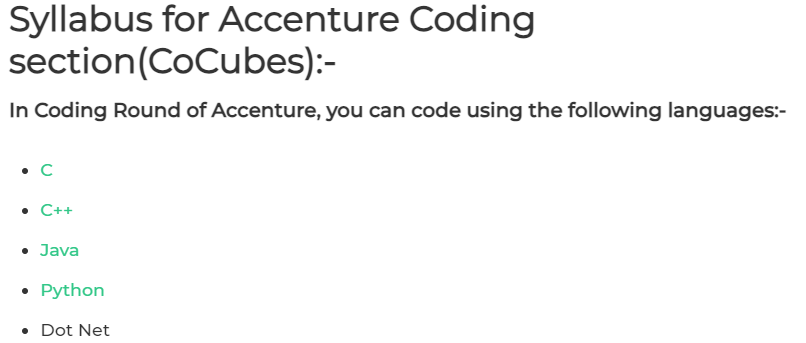 Syllabus for Accenture Coding
section(CoCubes):-
In Coding Round of Accenture, you can code using the following languages:-
C
C++
Java
Python
Dot Net